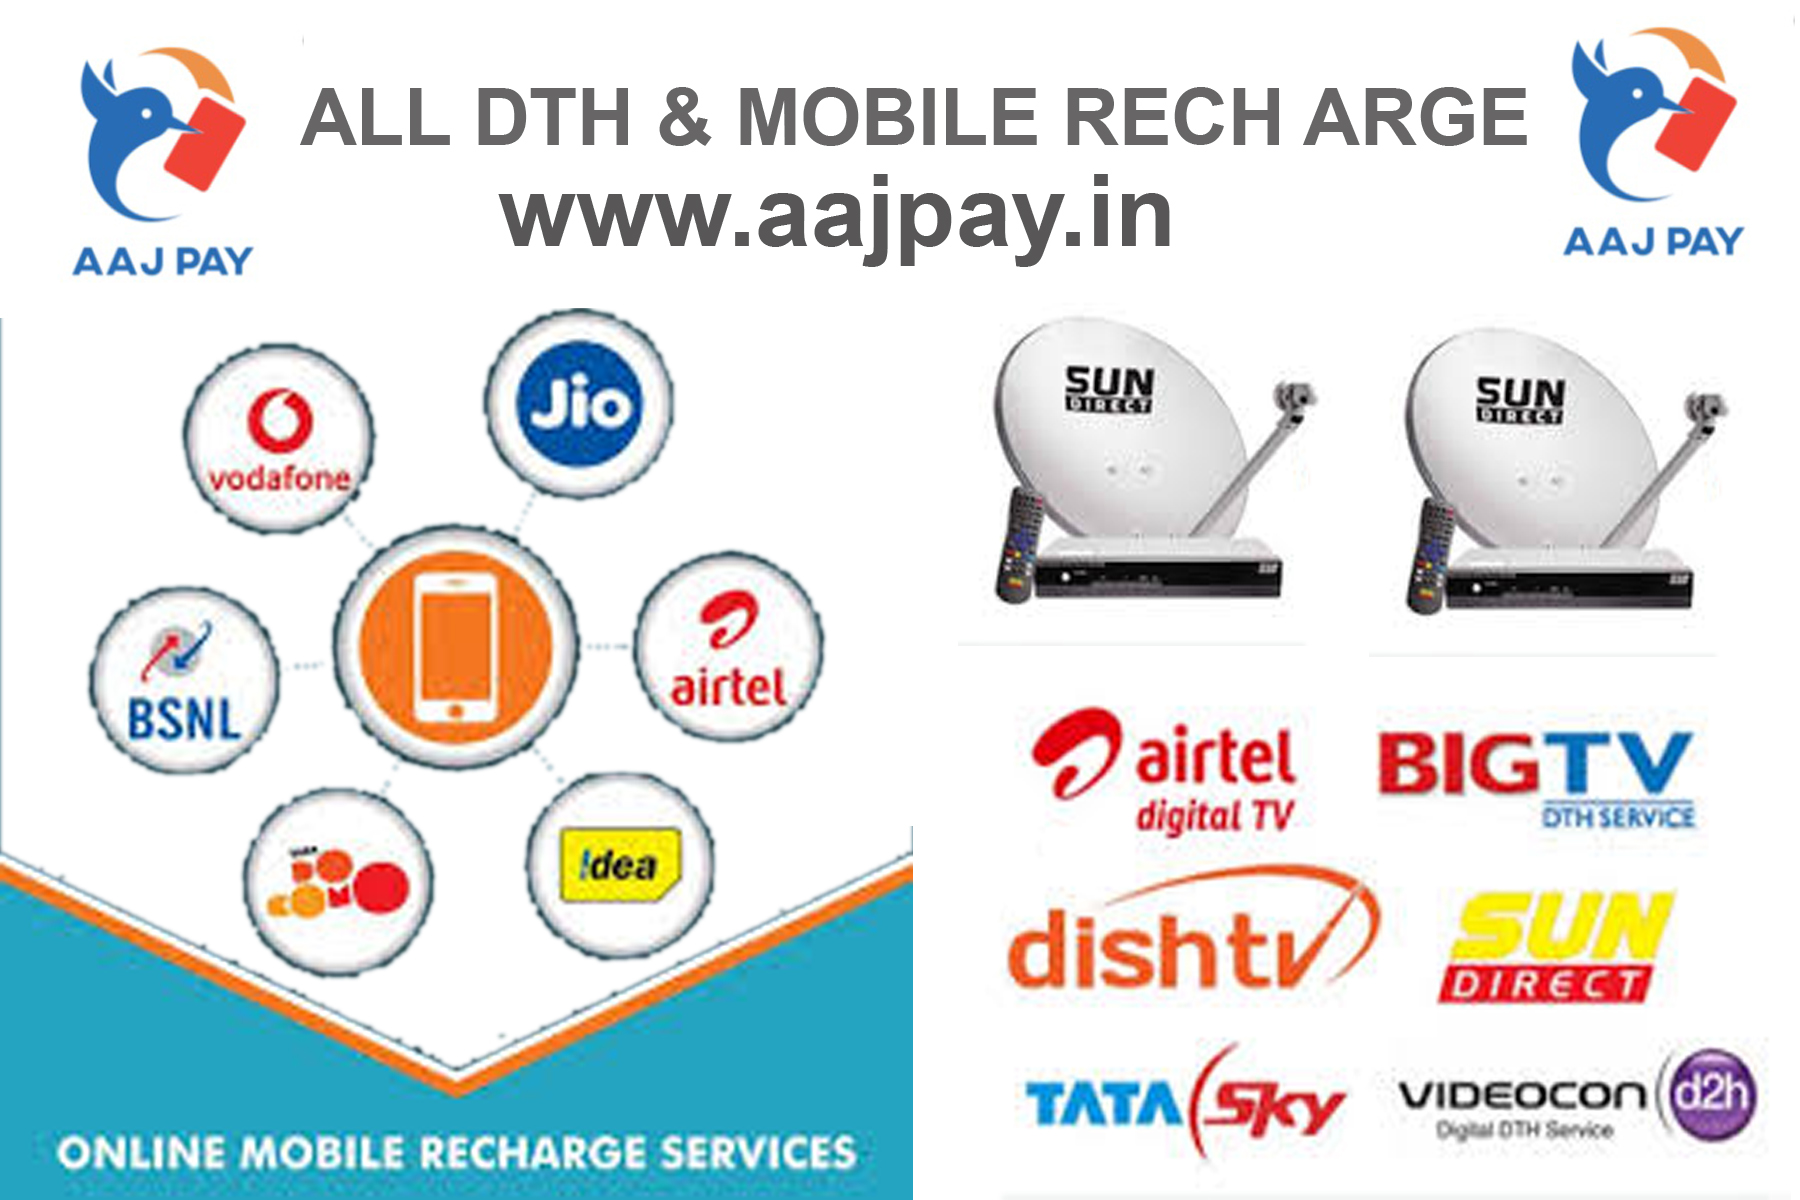 ALL DTH & MOBILE RECH ARGE
www.aajpay.in
AAJ PAY
AAJ PAY
vodafone
Jio
BSNL
airtel
TATA
DOCOMO
!dea
ONLINE MOBILE RECHARGE SERVICES
SUN
DIRECT
SUN
DIRECT
airtel
digital TV
BIGTV
DTH SERVICE
dishtv
SUN
DIRECT
TATA Sky
VIDEOCON d2h
Digital DTH Service